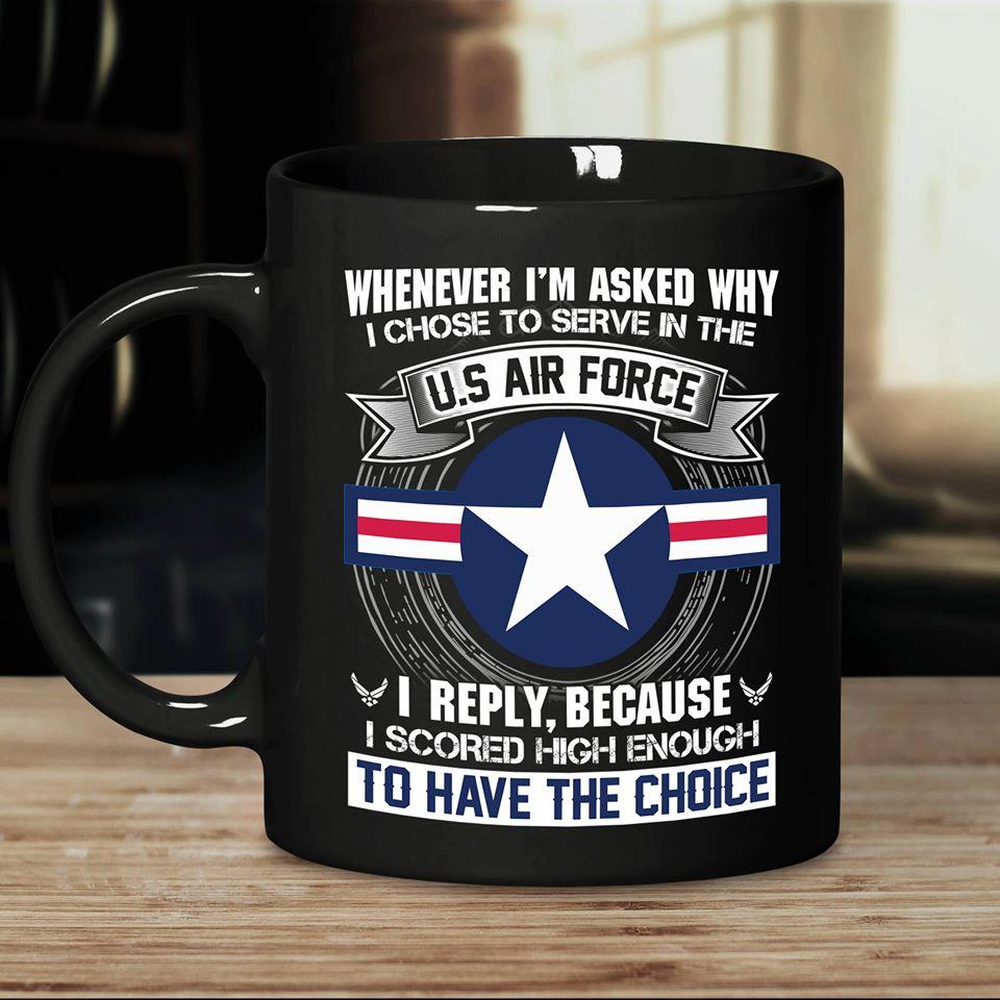 WHENEVER I'M ASKED WHY
I CHOSE TO SERVE IN THE
U.S AIR FORCE
I REPLY, BECAUSE
I SCORED HIGH ENOUGH
TO HAVE THE CHOICE